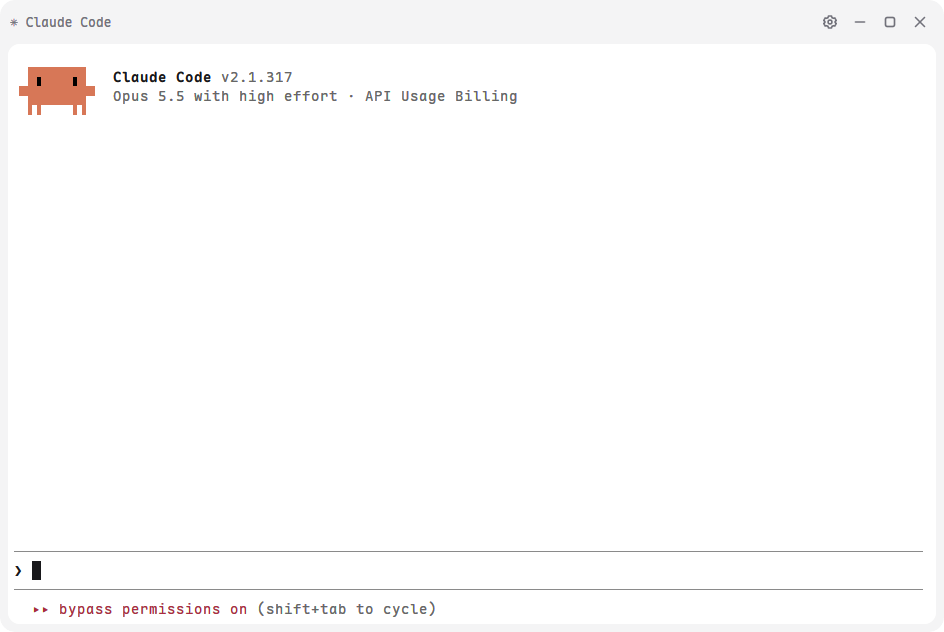 * Claude Code
Claude Code v2.1.317
Opus 5.5 with high effort · API Usage Billing
❯
▸▸ bypass permissions on (shift+tab to cycle)